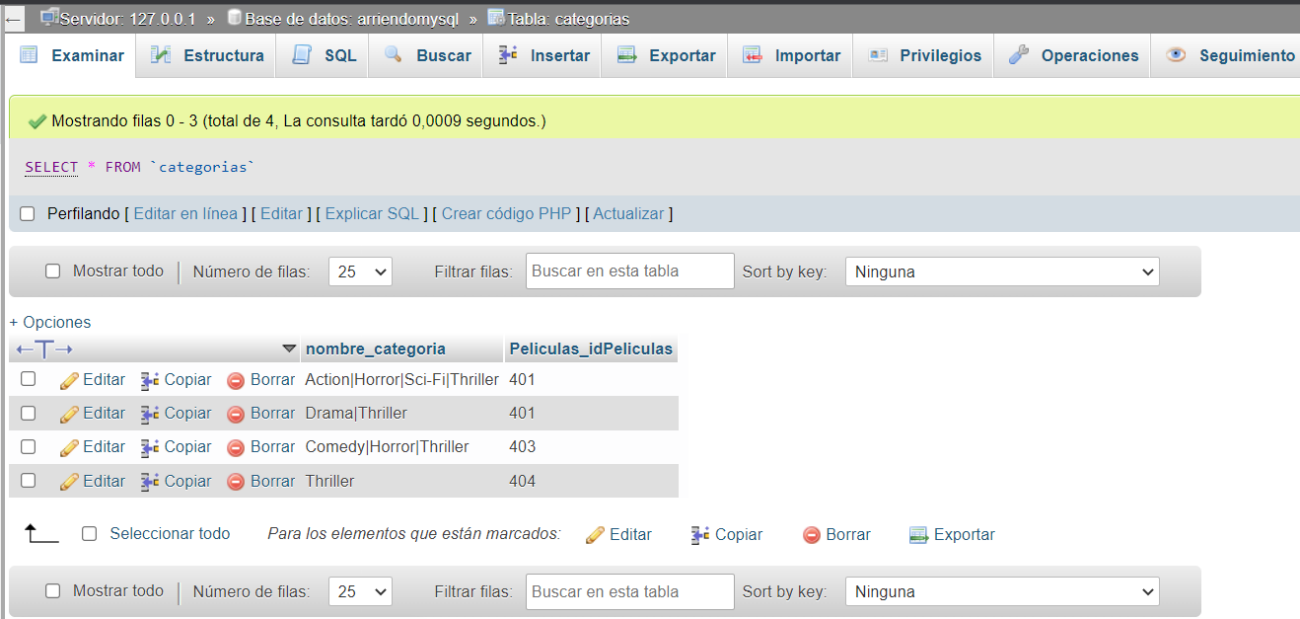 Servidor: 127.0.0.1 » Base de datos: arriendomysql » Tabla: categorias
Examinar Estructura SQL Buscar Insertar Exportar Importar Privilegios Operaciones Seguimiento
Mostrando filas 0 - 3 (total de 4, La consulta tardó 0,0009 segundos.)
SELECT * FROM `categorias`
Perfilando [ Editar en línea ] [ Editar ] [ Explicar SQL ] [ Crear código PHP ] [ Actualizar ]
Mostrar todo | Número de filas: 25 Filtrar filas: Buscar en esta tabla Sort by key: Ninguna
+ Opciones
←T→ nombre_categoria Peliculas_idPeliculas
Editar Copiar Borrar Action|Horror|Sci-Fi|Thriller 401
Editar Copiar Borrar Drama|Thriller 401
Editar Copiar Borrar Comedy|Horror|Thriller 403
Editar Copiar Borrar Thriller 404
Seleccionar todo Para los elementos que están marcados: Editar Copiar Borrar Exportar
Mostrar todo | Número de filas: 25 Filtrar filas: Buscar en esta tabla Sort by key: Ninguna